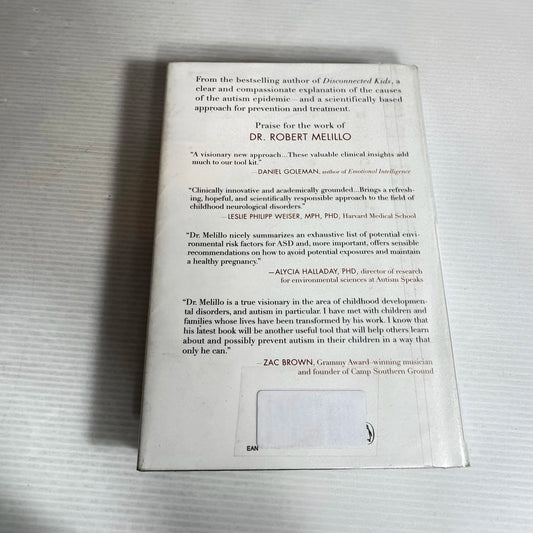 From the bestselling author of Disconnected Kids, a
clear and compassionate explanation of the causes
of the autism epidemic—and a scientifically based
approach for prevention and treatment.
Praise for the work of
DR. ROBERT MELILLO
"A visionary new approach...These valuable clinical insights add
much to our tool kit."
—DANIEL GOLEMAN, author of Emotional Intelligence
"Clinically innovative and academically grounded...Brings a refresh-
ing, hopeful, and scientifically responsible approach to the field of
childhood neurological disorders."
—LESLIE PHILIPP WEISER, MPH, PHD, Harvard Medical School
"Dr. Melillo nicely summarizes an exhaustive list of potential envi-
ronmental risk factors for ASD and, more important, offers sensible
recommendations on how to avoid potential exposures and maintain
a healthy pregnancy."
—ALYCIA HALLADAY, PHD, director of research
for environmental sciences at Autism Speaks
"Dr. Melillo is a true visionary in the area of childhood developmen-
tal disorders, and autism in particular. I have met with children and
families whose lives have been transformed by his work. I know that
his latest book will be another useful tool that will help others learn
about and possibly prevent autism in their children in a way that
only he can."
—ZAC BROWN, Grammy Award–winning musician
and founder of Camp Southern Ground
EAN